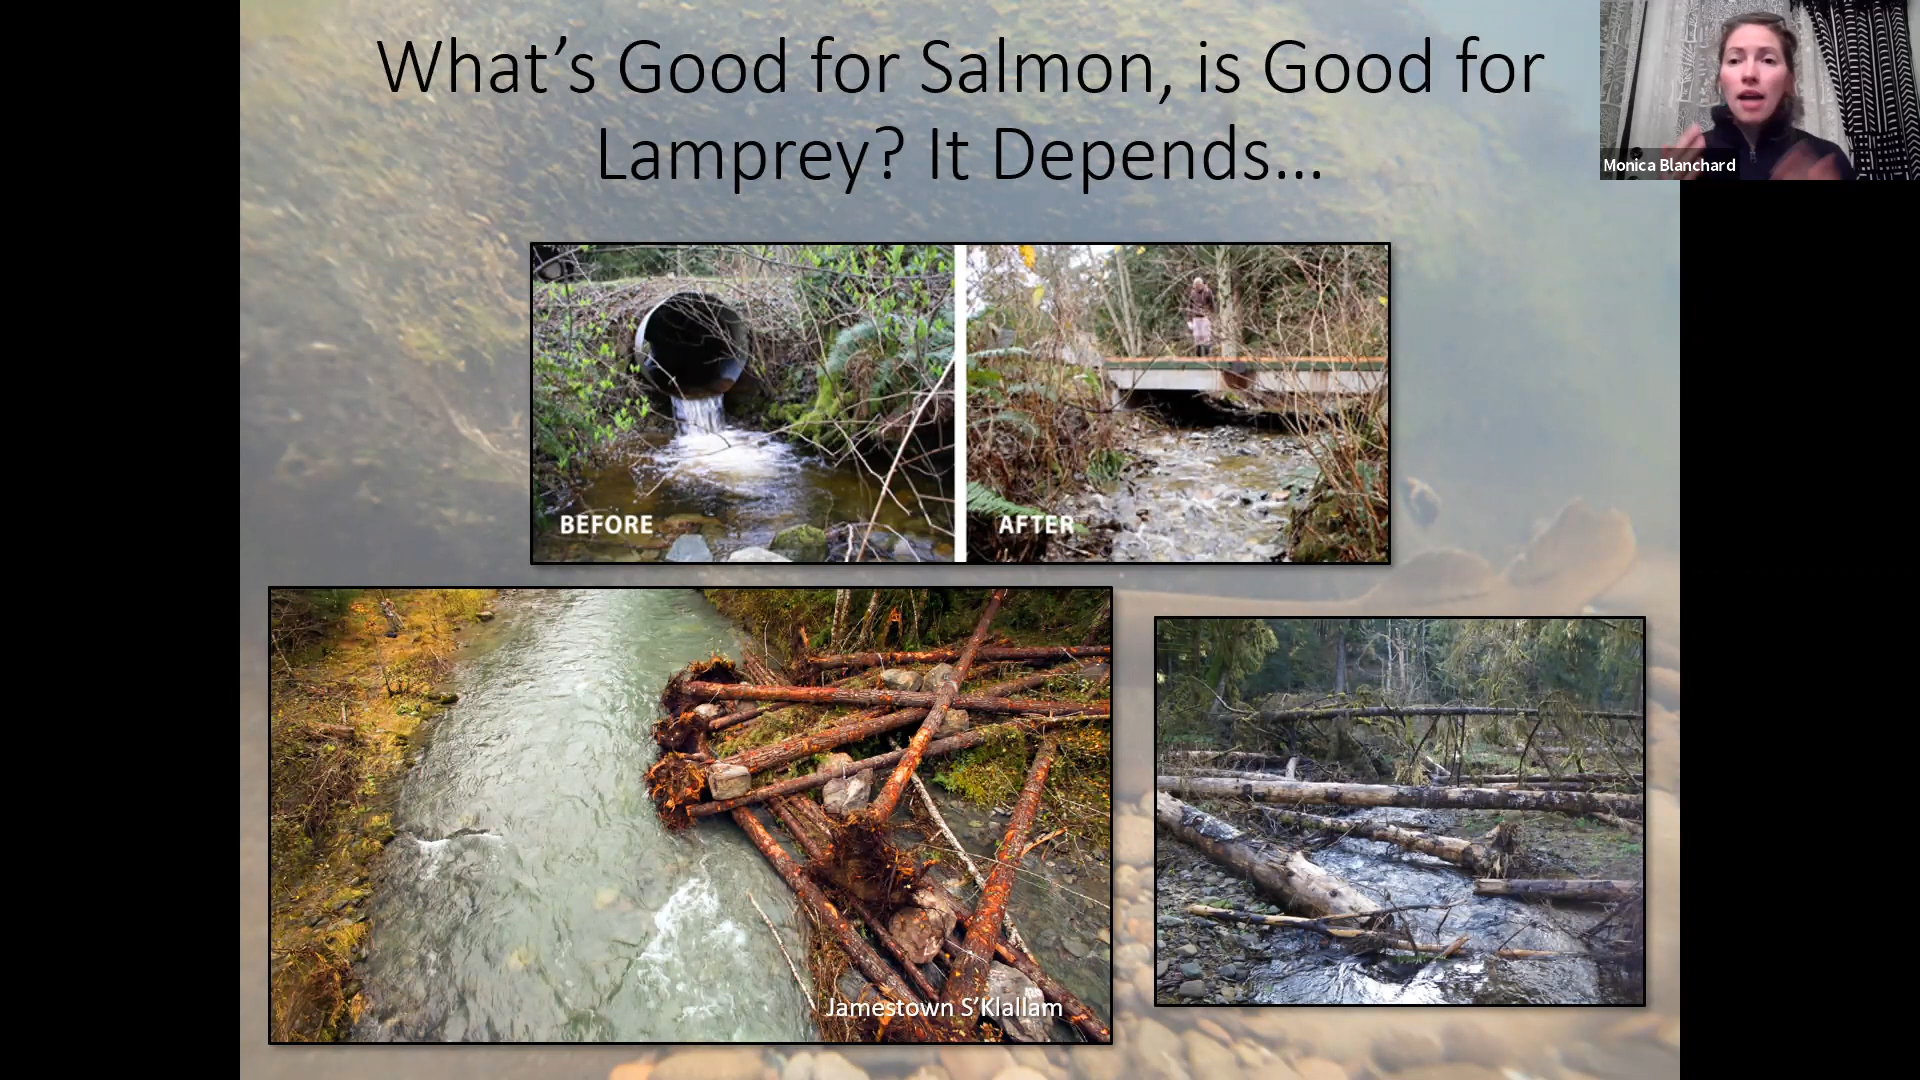 What’s Good for Salmon, is Good for
Lamprey? It Depends...
Monica Blanchard
BEFORE
AFTER
Jamestown S’Klallam